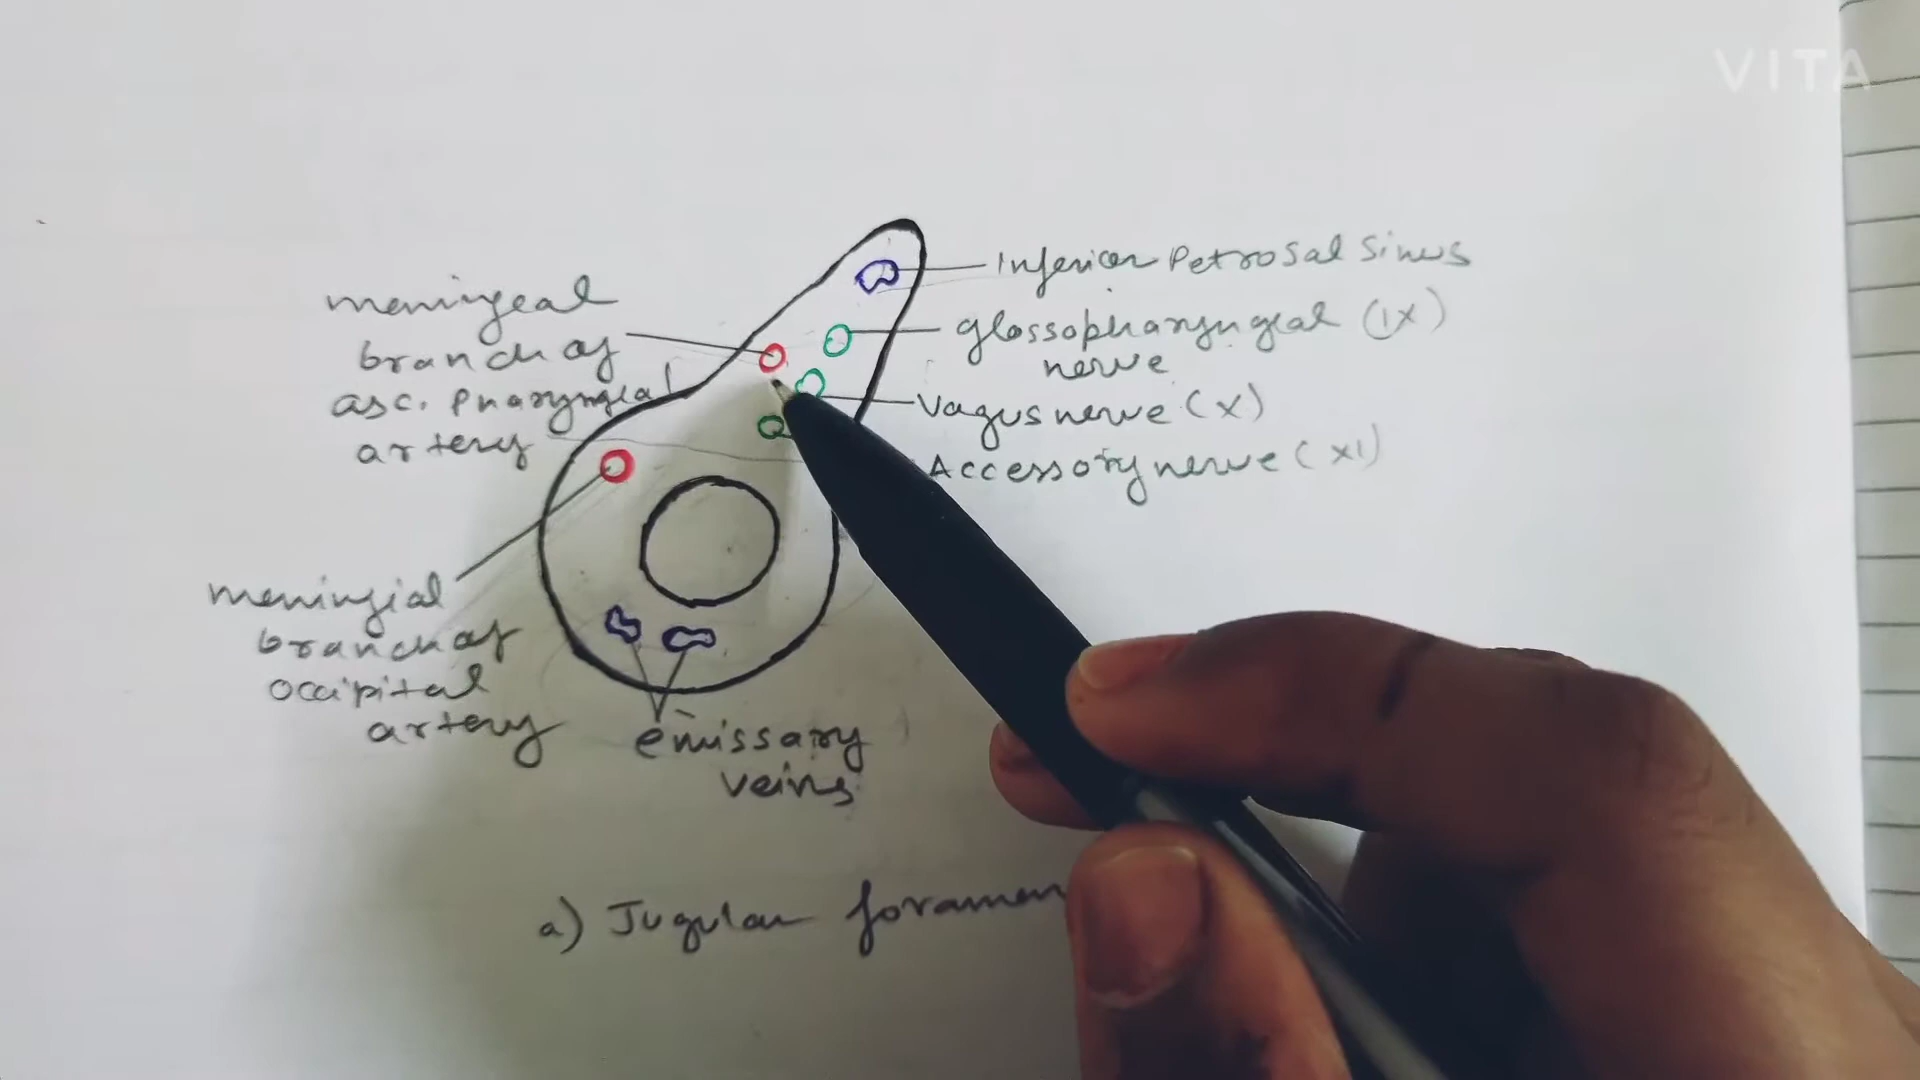 VITA
meningeal
branch of
asc. Pharyngeal
artery
Inferior Petrosal Sinus
glossopharyngeal (IX)
nerve
Vagus nerve (X)
Accessory nerve (XI)
meningial
branch of
occipital
artery
emissary
veins
a) Jugular foramen